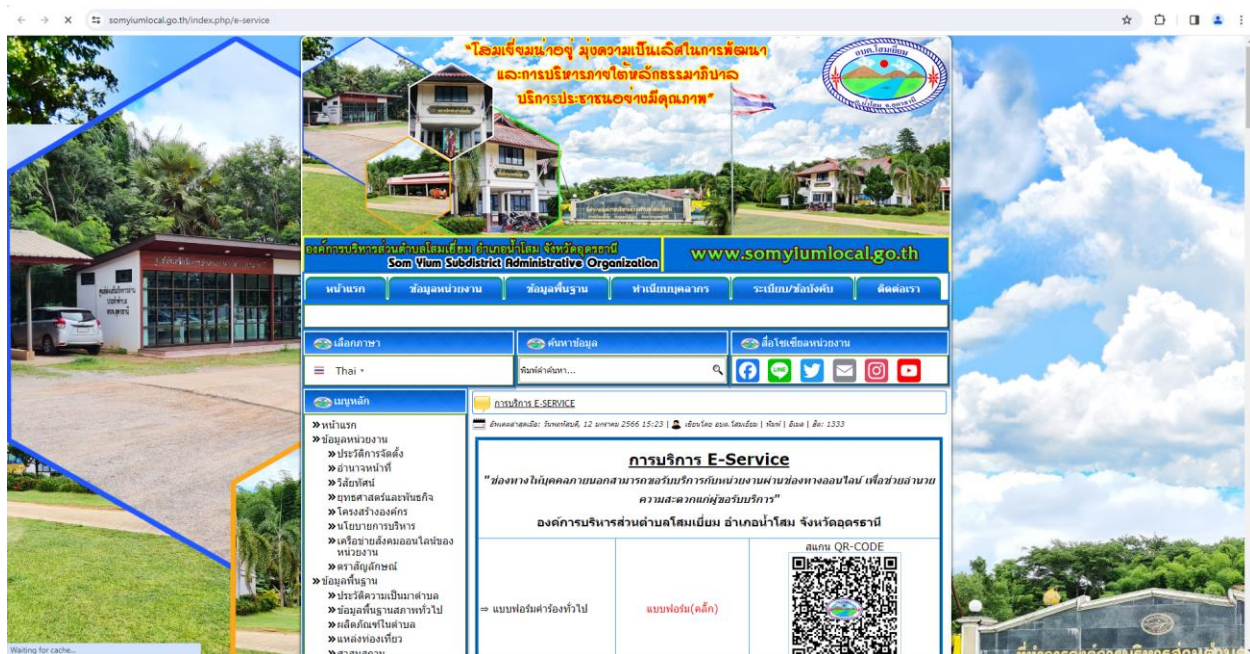 somyiumlocal.go.th/index.php/e-service
"โสมเยี่ยมน่าอยู่ มุ่งความเป็นเลิศในการพัฒนา
และการบริหารภายใต้หลักธรรมาภิบาล
บริการประชาชนอย่างมีคุณภาพ"
อบต.โสมเยี่ยม
อ.น้ำโสม จ.อุดรธานี
องค์การบริหารส่วนตำบลโสมเยี่ยม อำเภอน้ำโสม จังหวัดอุดรธานี
Som Yium Subdistrict Administrative Organization
www.somyiumlocal.go.th
หน้าแรก ข้อมูลหน่วยงาน ข้อมูลพื้นฐาน ทำเนียบบุคลากร ระเบียบ/ข้อบังคับ ติดต่อเรา
เลือกภาษา ค้นหาข้อมูล สื่อโซเชียลหน่วยงาน
Thai พิมพ์คำค้นหา...
LINE
เมนูหลัก
การบริการ E-SERVICE
อัพเดตล่าสุดเมื่อ: วันพฤหัสบดี, 12 มกราคม 2566 15:23 | เขียนโดย อบต.โสมเยี่ยม | พิมพ์ | อีเมล | ฮิต: 1333
» หน้าแรก
» ข้อมูลหน่วยงาน
» ประวัติการจัดตั้ง
» อำนาจหน้าที่
» วิสัยทัศน์
» ยุทธศาสตร์และพันธกิจ
» โครงสร้างองค์กร
» นโยบายการบริหาร
» เครือข่ายสังคมออนไลน์ของ
หน่วยงาน
» ตราสัญลักษณ์
» ข้อมูลพื้นฐาน
» ประวัติความเป็นมาตำบล
» ข้อมูลพื้นฐานสภาพทั่วไป
» ผลิตภัณฑ์ในตำบล
» แหล่งท่องเที่ยว
» ศาสนสถาน
การบริการ E-Service
"ช่องทางให้บุคคลภายนอกสามารถขอรับบริการกับหน่วยงานผ่านช่องทางออนไลน์ เพื่อช่วยอำนวย
ความสะดวกแก่ผู้ขอรับบริการ"
องค์การบริหารส่วนตำบลโสมเยี่ยม อำเภอน้ำโสม จังหวัดอุดรธานี
สแกน QR-CODE
⇒ แบบฟอร์มคำร้องทั่วไป แบบฟอร์ม(คลิ๊ก)
Waiting for cache...